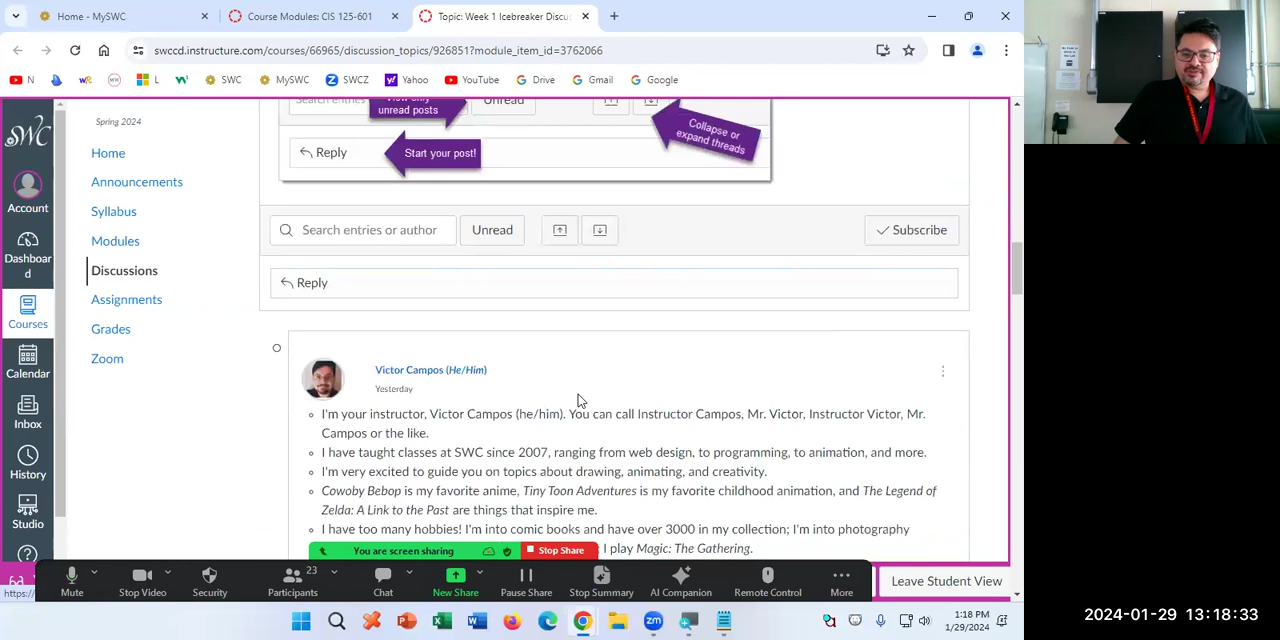 Home - MySWC
Course Modules: CIS 125-601
Topic: Week 1 Icebreaker Discu
swccd.instructure.com/courses/66965/discussion_topics/926851?module_item_id=3762066
N
L
SWC
MySWC
Z
Yahoo
Drive
Gmail
Google
SWC
Account
Dashboar
d
Courses
Calendar
Inbox
History
Studio
Spring 2024
Home
Announcements
Syllabus
Modules
Discussions
Assignments
Grades
Zoom
Search entries
View only
unread posts
Unread
Collapse or
expand threads
Reply
Start your post!
Search entries or author
Unread
Subscribe
Reply
Victor Campos (He/Him)
Yesterday
I'm your instructor, Victor Campos (he/him). You can call Instructor Campos, Mr. Victor, Instructor Victor, Mr.
Campos or the like.
I have taught classes at SWC since 2007, ranging from web design, to programming, to animation, and more.
I'm very excited to guide you on topics about drawing, animating, and creativity.
Cowoby Bebop is my favorite anime, Tiny Toon Adventures is my favorite childhood animation, and The Legend of
Zelda: A Link to the Past are things that inspire me.
I have too many hobbies! I'm into comic books and have over 3000 in my collection; I'm into photography
I play Magic: The Gathering.
You are screen sharing
Stop Share
Mute
Stop Video
Security
23
Participants
Chat
New Share
Pause Share
Stop Summary
AI Companion
Remote Control
More
Leave Student View
https:/
1:18 PM
1/29/2024
2024-01-29 13:18:33